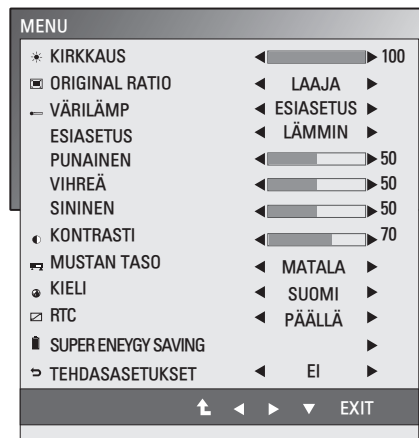 MENU
KIRKKAUS 100
ORIGINAL RATIO LAAJA
VÄRILÄMP ESIASETUS
ESIASETUS LÄMMIN
PUNAINEN 50
VIHREÄ 50
SININEN 50
KONTRASTI 70
MUSTAN TASO MATALA
KIELI SUOMI
RTC PÄÄLLÄ
SUPER ENEYGY SAVING
TEHDASASETUKSET EI
EXIT